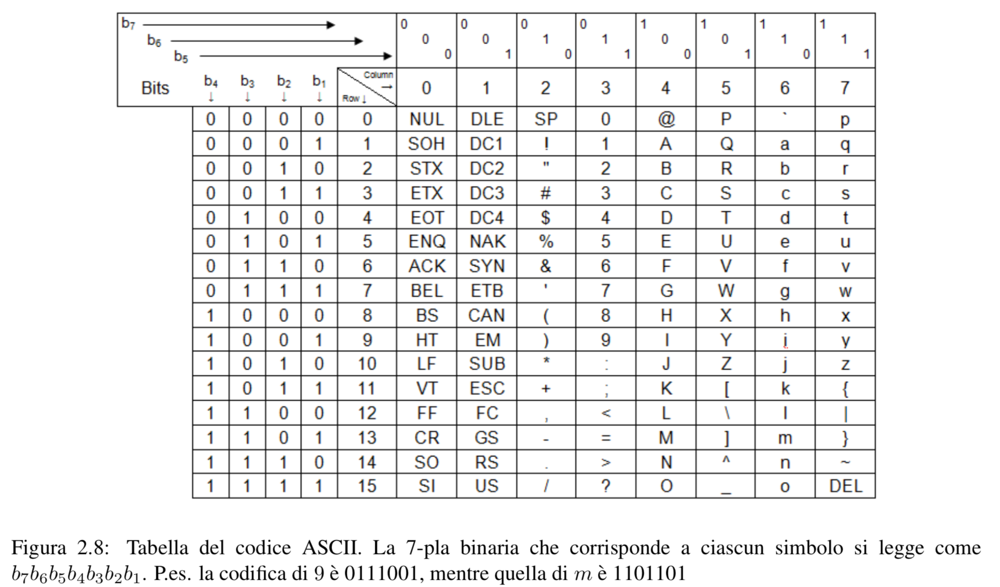 b7 0 0 0 0 1 1 1 1
b6 0 0 1 1 0 0 1 1
b5 0 1 0 1 0 1 0 1
Bits b4 ↓ b3 ↓ b2 ↓ b1 ↓ Column → Row ↓ 0 1 2 3 4 5 6 7
0 0 0 0 0 NUL DLE SP 0 @ P ` p
0 0 0 1 1 SOH DC1 ! 1 A Q a q
0 0 1 0 2 STX DC2 " 2 B R b r
0 0 1 1 3 ETX DC3 # 3 C S c s
0 1 0 0 4 EOT DC4 $ 4 D T d t
0 1 0 1 5 ENQ NAK % 5 E U e u
0 1 1 0 6 ACK SYN & 6 F V f v
0 1 1 1 7 BEL ETB ' 7 G W g w
1 0 0 0 8 BS CAN ( 8 H X h x
1 0 0 1 9 HT EM ) 9 I Y i y
1 0 1 0 10 LF SUB * : J Z j z
1 0 1 1 11 VT ESC + ; K [ k {
1 1 0 0 12 FF FC , < L \ l |
1 1 0 1 13 CR GS - = M ] m }
1 1 1 0 14 SO RS . > N ^ n ~
1 1 1 1 15 SI US / ? O _ o DEL
Figura 2.8: Tabella del codice ASCII. La 7-pla binaria che corrisponde a ciascun simbolo si legge come
b7b6b5b4b3b2b1. P.es. la codifica di 9 è 0111001, mentre quella di m è 1101101